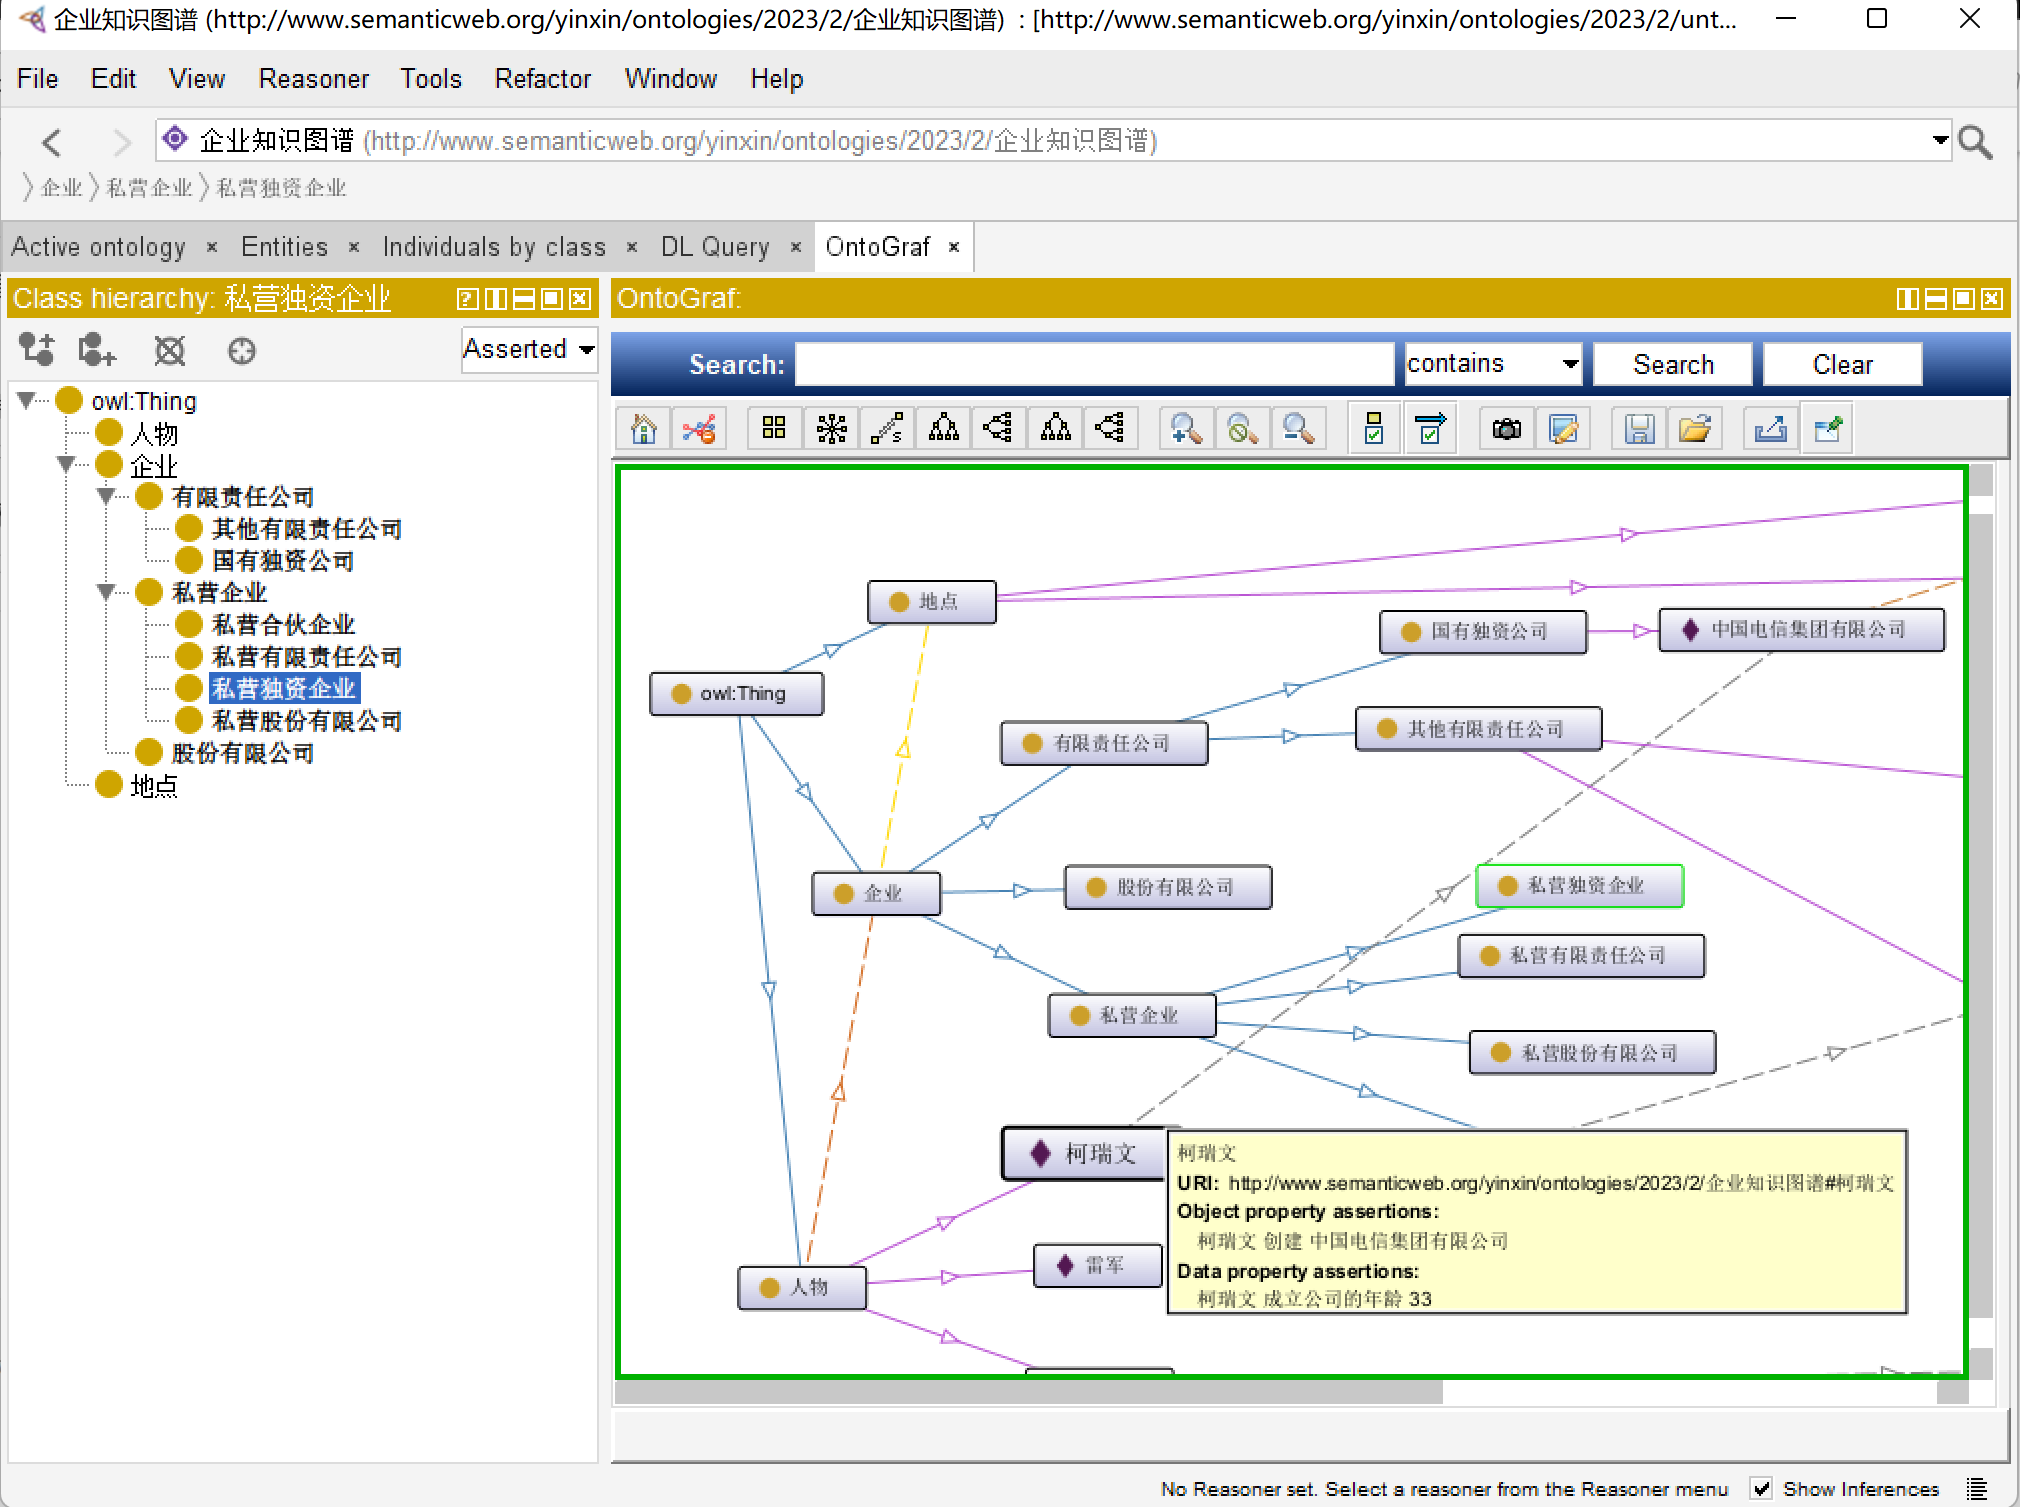 企业知识图谱 (http://www.semanticweb.org/yinxin/ontologies/2023/2/企业知识图谱) : [http://www.semanticweb.org/yinxin/ontologies/2023/2/unt...
File Edit View Reasoner Tools Refactor Window Help
企业知识图谱 (http://www.semanticweb.org/yinxin/ontologies/2023/2/企业知识图谱)
企业 私营企业 私营独资企业
Active ontology × Entities × Individuals by class × DL Query × OntoGraf ×
Class hierarchy: 私营独资企业
Asserted
owl:Thing
人物
企业
有限责任公司
其他有限责任公司
国有独资公司
私营企业
私营合伙企业
私营有限责任公司
私营独资企业
私营股份有限公司
股份有限公司
地点
OntoGraf:
Search: contains Search Clear
地点
国有独资公司
中国电信集团有限公司
owl:Thing
有限责任公司
其他有限责任公司
企业
股份有限公司
私营独资企业
私营有限责任公司
私营企业
私营股份有限公司
柯瑞文
雷军
人物
柯瑞文
URI: http://www.semanticweb.org/yinxin/ontologies/2023/2/企业知识图谱#柯瑞文
Object property assertions:
柯瑞文 创建 中国电信集团有限公司
Data property assertions:
柯瑞文 成立公司的年龄 33
No Reasoner set. Select a reasoner from the Reasoner menu Show Inferences